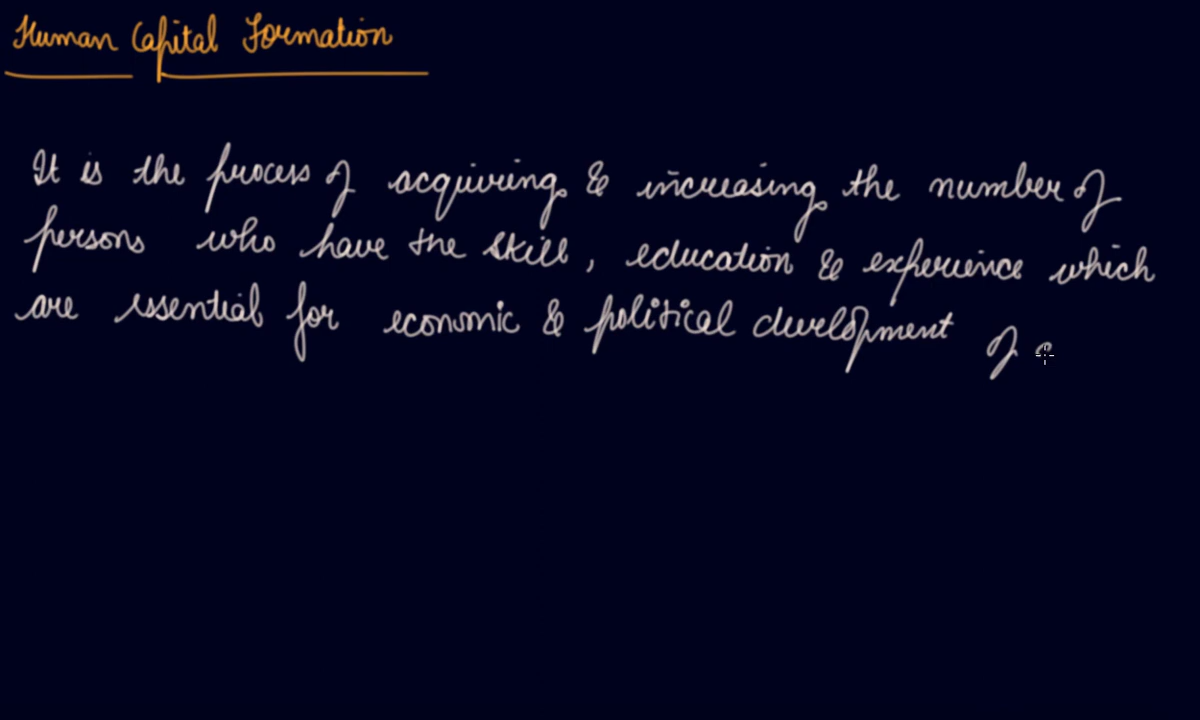 Human Capital Formation
It is the process of acquiring & increasing the number of
persons who have the skill, education & experience which
are essential for economic & political development of